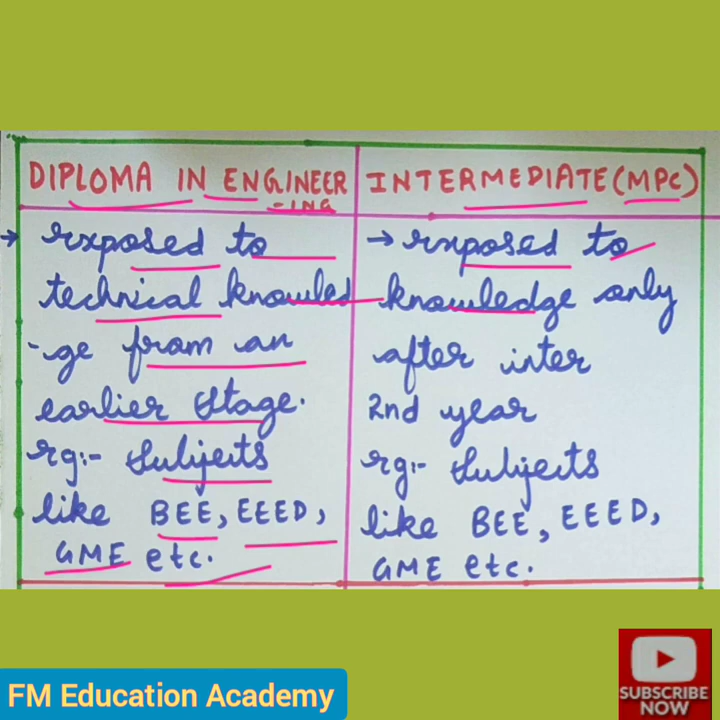 DIPLOMA IN ENGINEER
-ING
→ exposed to
technical knowled
-ge from an
earlier stage.
eg:- Subjects
like BEE, EEED,
GME etc.
INTERMEDIATE (MPC)
→ exposed to
knowledge only
after inter
2nd year
eg:- Subjects
like BEE, EEED,
GME etc.
FM Education Academy
SUBSCRIBE
NOW